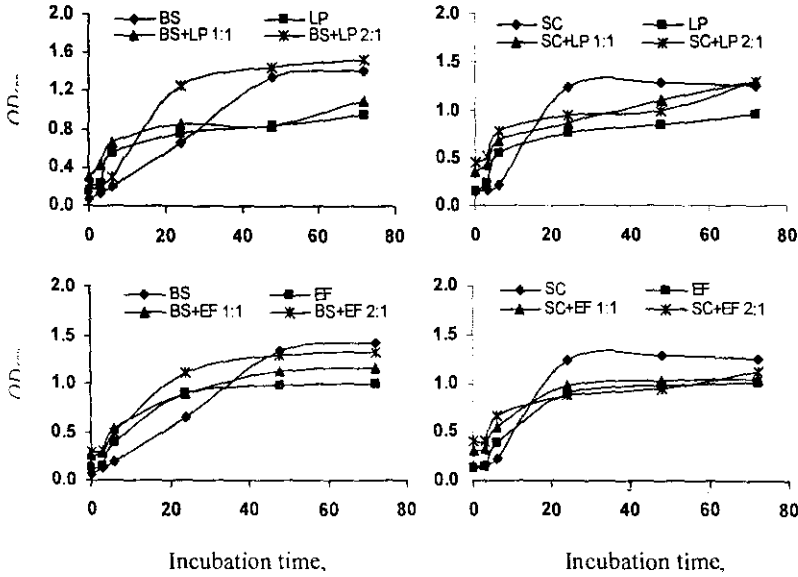 BS LP
BS+LP 1:1 BS+LP 2:1
2.0
1.6
1.2
0.8
0.4
0.0
0 20 40 60 80
SC LP
SC+LP 1:1 SC+LP 2:1
2.0
1.5
1.0
0.5
0.0
0 20 40 60 80
BS EF
BS+EF 1:1 BS+EF 2:1
2.0
1.5
1.0
0.5
0.0
0 20 40 60 80
Incubation time,
SC EF
SC+EF 1:1 SC+EF 2:1
2.0
1.5
1.0
0.5
0.0
0 20 40 60 80
Incubation time,